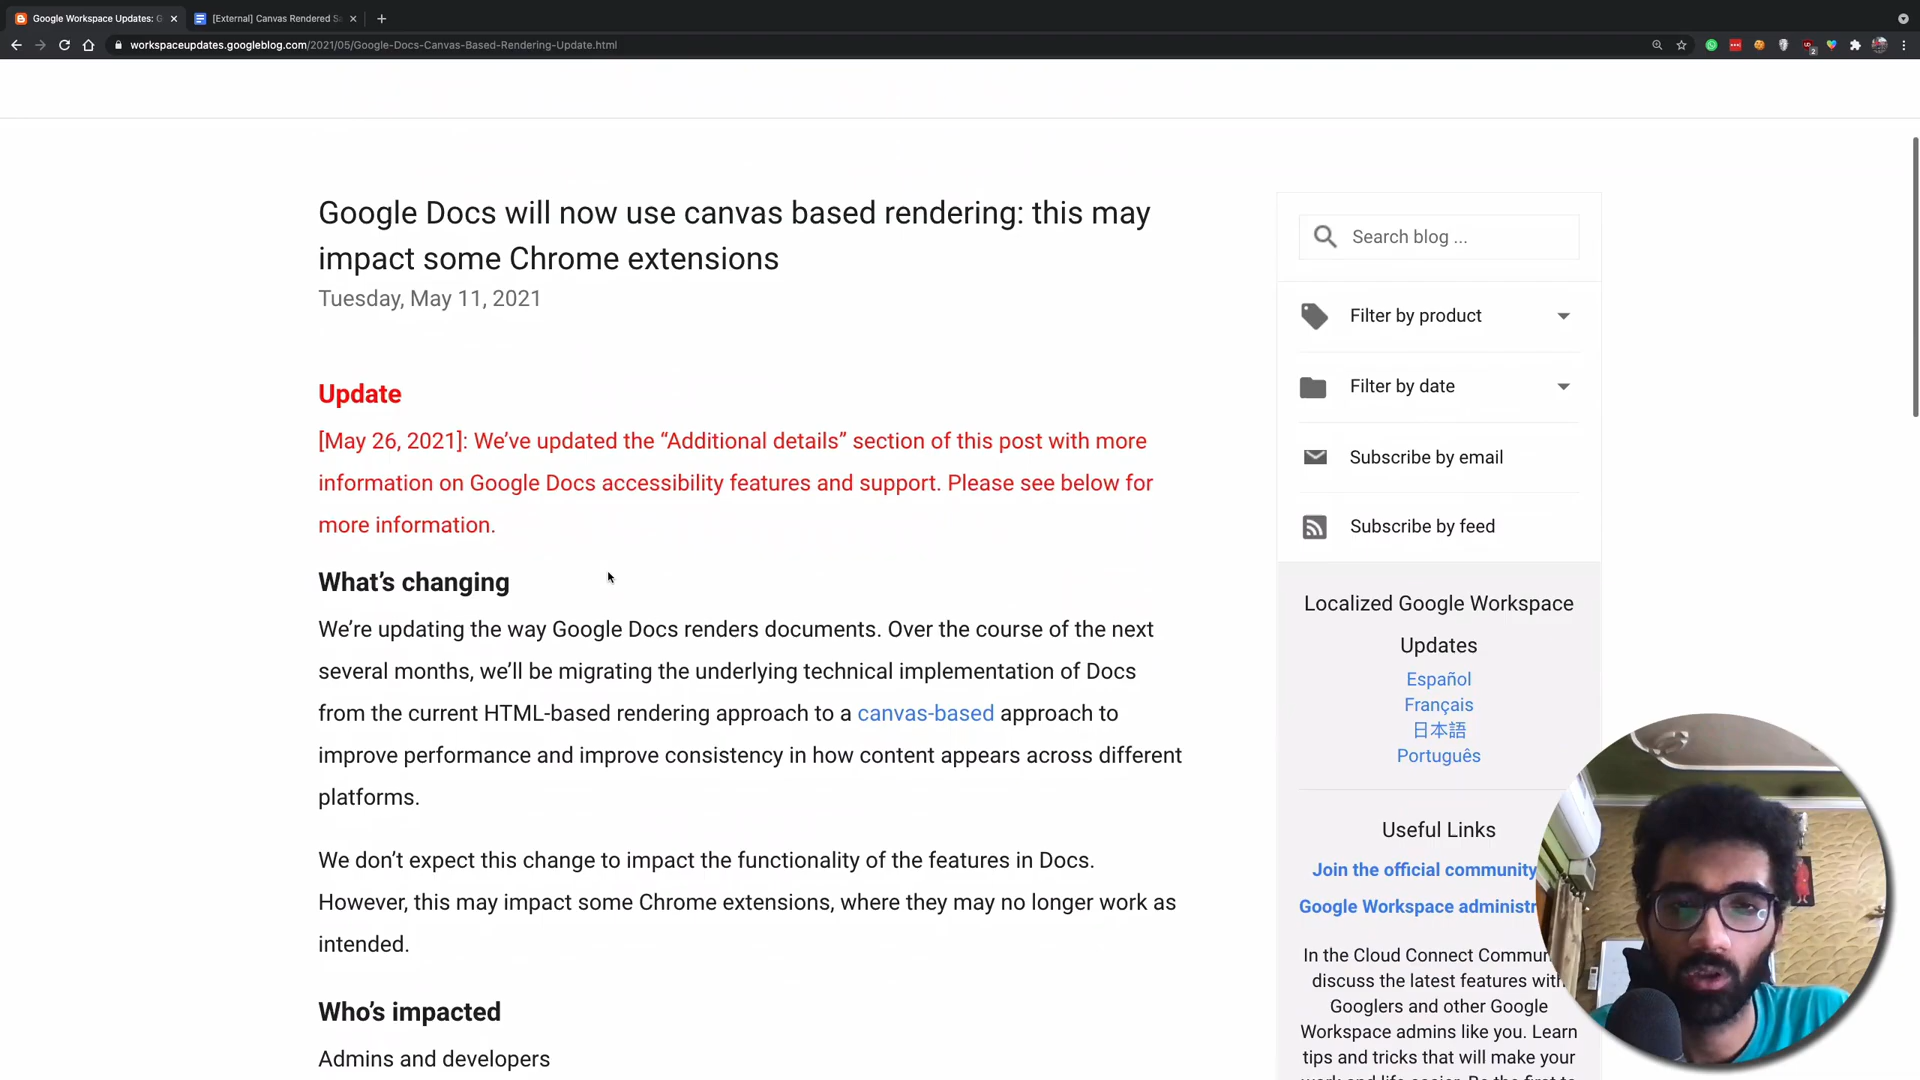 Google Workspace Updates: G
[External] Canvas Rendered Sa
workspaceupdates.googleblog.com/2021/05/Google-Docs-Canvas-Based-Rendering-Update.html
Google Docs will now use canvas based rendering: this may
impact some Chrome extensions
Tuesday, May 11, 2021
Update
[May 26, 2021]: We’ve updated the “Additional details” section of this post with more
information on Google Docs accessibility features and support. Please see below for
more information.
What’s changing
We’re updating the way Google Docs renders documents. Over the course of the next
several months, we’ll be migrating the underlying technical implementation of Docs
from the current HTML-based rendering approach to a canvas-based approach to
improve performance and improve consistency in how content appears across different
platforms.
We don’t expect this change to impact the functionality of the features in Docs.
However, this may impact some Chrome extensions, where they may no longer work as
intended.
Who’s impacted
Admins and developers
Search blog ...
Filter by product
Filter by date
Subscribe by email
Subscribe by feed
Localized Google Workspace
Updates
Español
Français
日本語
Português
Useful Links
Join the official community
Google Workspace administr
In the Cloud Connect Commun
discuss the latest features with
Googlers and other Google
Workspace admins like you. Learn
tips and tricks that will make your